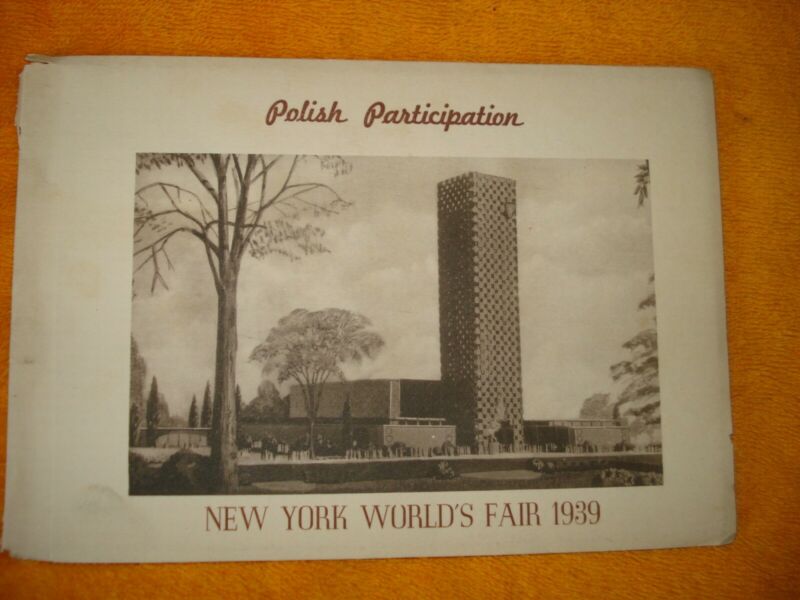 Polish Participation
NEW YORK WORLD'S FAIR 1939